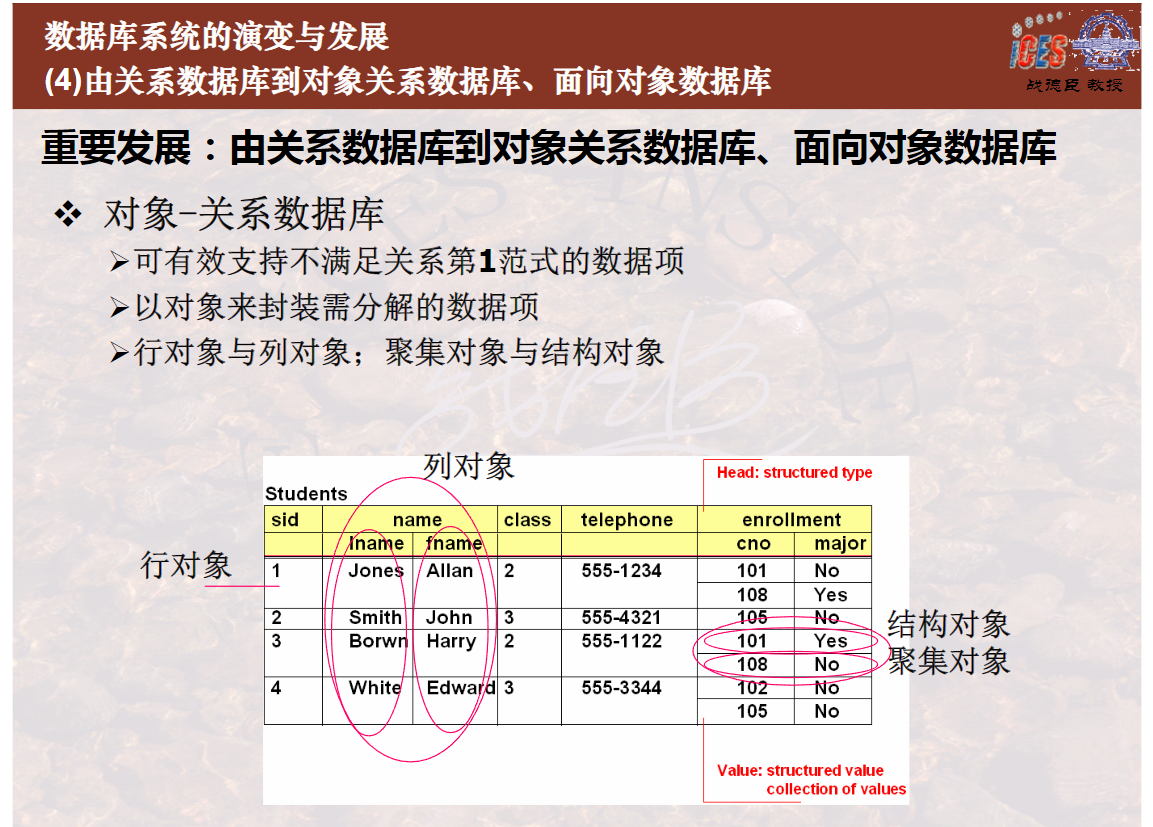 数据库系统的演变与发展
(4)由关系数据库到对象关系数据库、面向对象数据库
iCES
战德臣 教授
重要发展：由关系数据库到对象关系数据库、面向对象数据库
❖ 对象-关系数据库
➢可有效支持不满足关系第1范式的数据项
➢以对象来封装需分解的数据项
➢行对象与列对象；聚集对象与结构对象
列对象
Head: structured type
Students
sid name class telephone enrollment
lname fname cno major
行对象
1 Jones Allan 2 555-1234 101 No
108 Yes
2 Smith John 3 555-4321 105 No
3 Borwn Harry 2 555-1122 101 Yes
结构对象
108 No
聚集对象
4 White Edward 3 555-3344 102 No
105 No
Value: structured value
collection of values